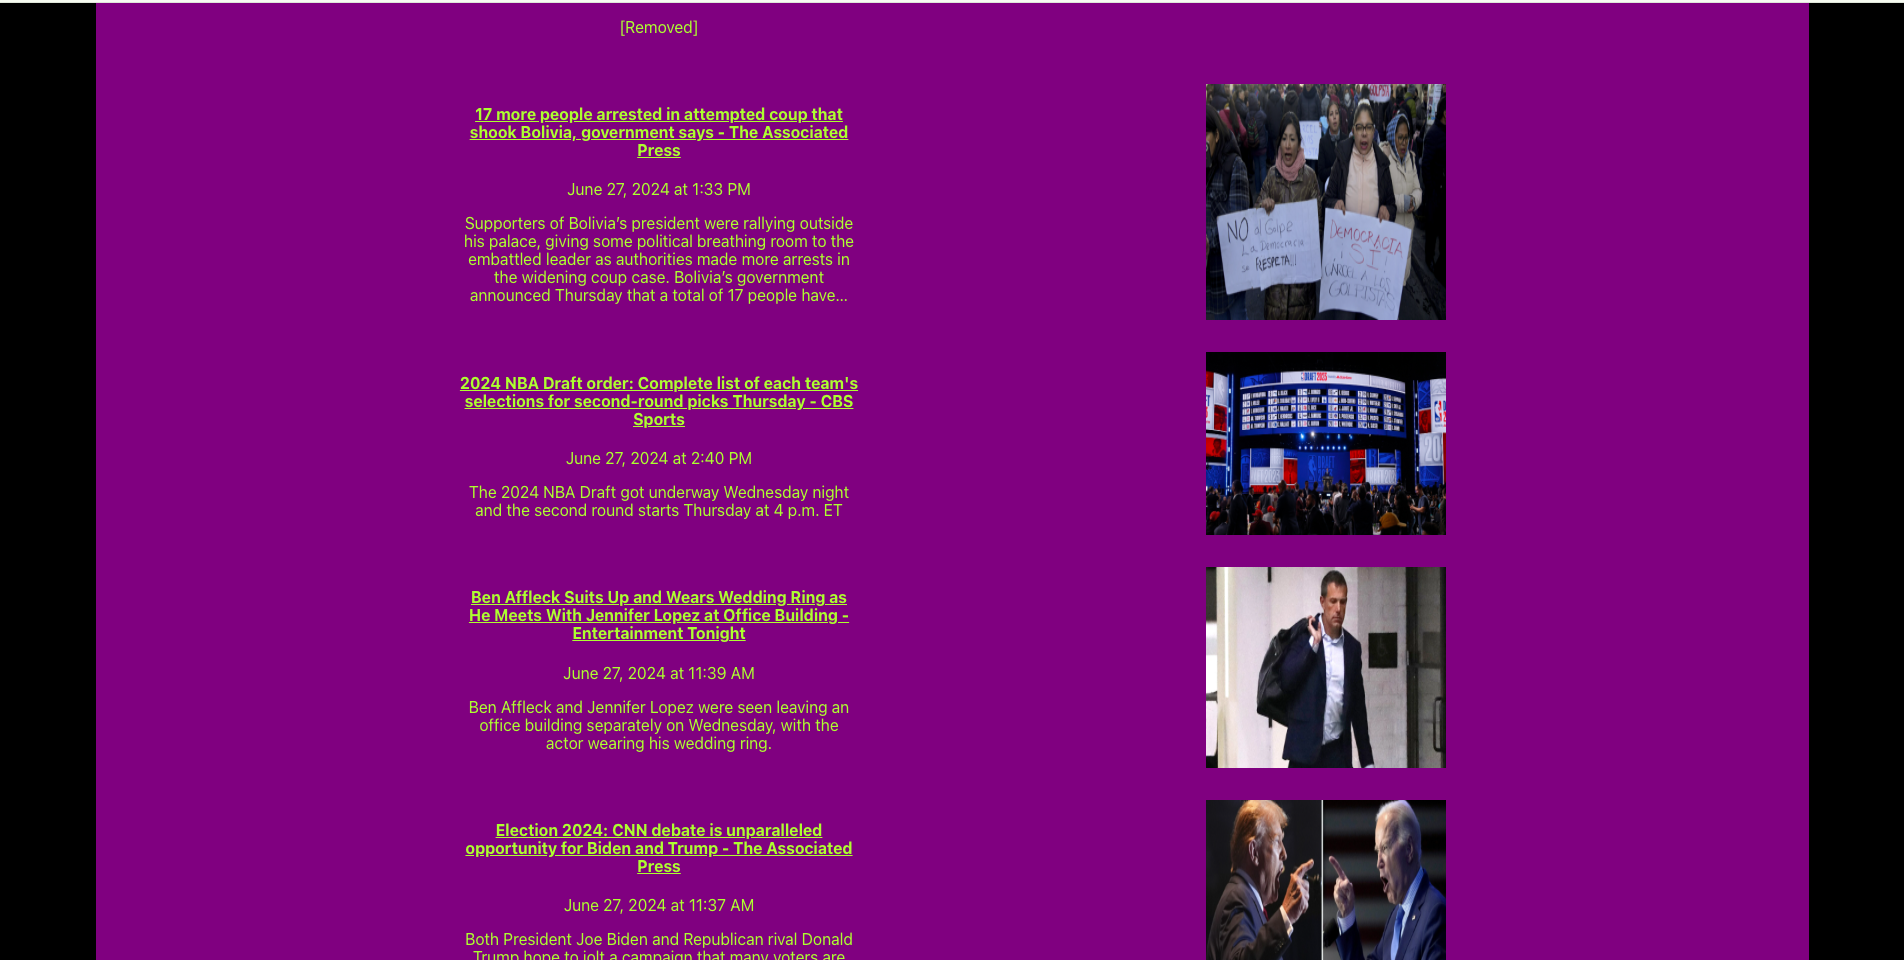 [Removed]
17 more people arrested in attempted coup that
shook Bolivia, government says - The Associated
Press
June 27, 2024 at 1:33 PM
Supporters of Bolivia’s president were rallying outside
his palace, giving some political breathing room to the
embattled leader as authorities made more arrests in
the widening coup case. Bolivia’s government
announced Thursday that a total of 17 people have…
NO al Golpe
La Democracia
se RESPETA
DEMOCRACIA
SI
GOLPISTAS
2024 NBA Draft order: Complete list of each team's
selections for second-round picks Thursday - CBS
Sports
June 27, 2024 at 2:40 PM
The 2024 NBA Draft got underway Wednesday night
and the second round starts Thursday at 4 p.m. ET
Ben Affleck Suits Up and Wears Wedding Ring as
He Meets With Jennifer Lopez at Office Building -
Entertainment Tonight
June 27, 2024 at 11:39 AM
Ben Affleck and Jennifer Lopez were seen leaving an
office building separately on Wednesday, with the
actor wearing his wedding ring.
Election 2024: CNN debate is unparalleled
opportunity for Biden and Trump - The Associated
Press
June 27, 2024 at 11:37 AM
Both President Joe Biden and Republican rival Donald
Trump hope to jolt a campaign that many voters are